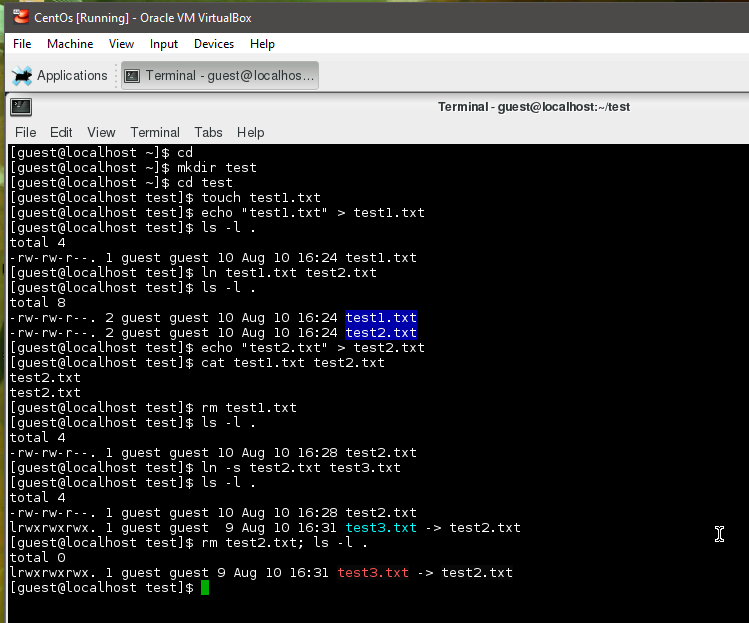 CentOs [Running] - Oracle VM VirtualBox
File Machine View Input Devices Help
Applications Terminal - guest@localhos...
Terminal - guest@localhost:~/test
File Edit View Terminal Tabs Help
[guest@localhost ~]$ cd
[guest@localhost ~]$ mkdir test
[guest@localhost ~]$ cd test
[guest@localhost test]$ touch test1.txt
[guest@localhost test]$ echo "test1.txt" > test1.txt
[guest@localhost test]$ ls -l .
total 4
-rw-rw-r--. 1 guest guest 10 Aug 10 16:24 test1.txt
[guest@localhost test]$ ln test1.txt test2.txt
[guest@localhost test]$ ls -l .
total 8
-rw-rw-r--. 2 guest guest 10 Aug 10 16:24 test1.txt
-rw-rw-r--. 2 guest guest 10 Aug 10 16:24 test2.txt
[guest@localhost test]$ echo "test2.txt" > test2.txt
[guest@localhost test]$ cat test1.txt test2.txt
test2.txt
test2.txt
[guest@localhost test]$ rm test1.txt
[guest@localhost test]$ ls -l .
total 4
-rw-rw-r--. 1 guest guest 10 Aug 10 16:28 test2.txt
[guest@localhost test]$ ln -s test2.txt test3.txt
[guest@localhost test]$ ls -l .
total 4
-rw-rw-r--. 1 guest guest 10 Aug 10 16:28 test2.txt
lrwxrwxrwx. 1 guest guest  9 Aug 10 16:31 test3.txt -> test2.txt
[guest@localhost test]$ rm test2.txt; ls -l .
total 0
lrwxrwxrwx. 1 guest guest 9 Aug 10 16:31 test3.txt -> test2.txt
[guest@localhost test]$